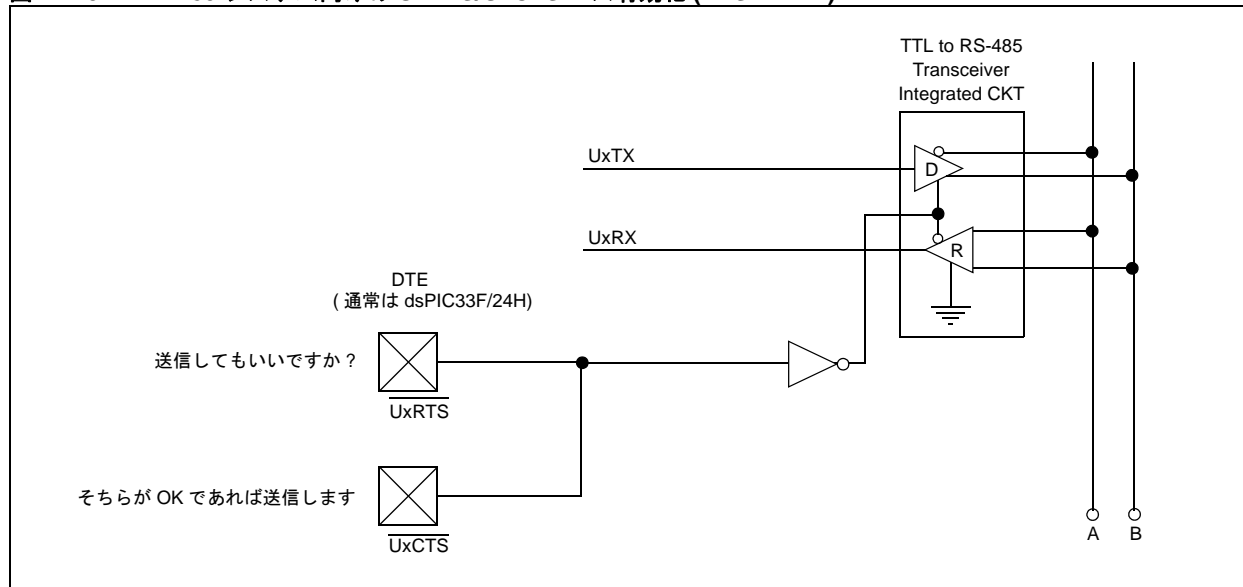 TTL to RS-485
Transceiver
Integrated CKT
UxTX
D
UxRX
R
DTE
( 通常は dsPIC33F/24H)
送信してもいいですか ?
UxRTS
そちらが OK であれば送信します
UxCTS
A B